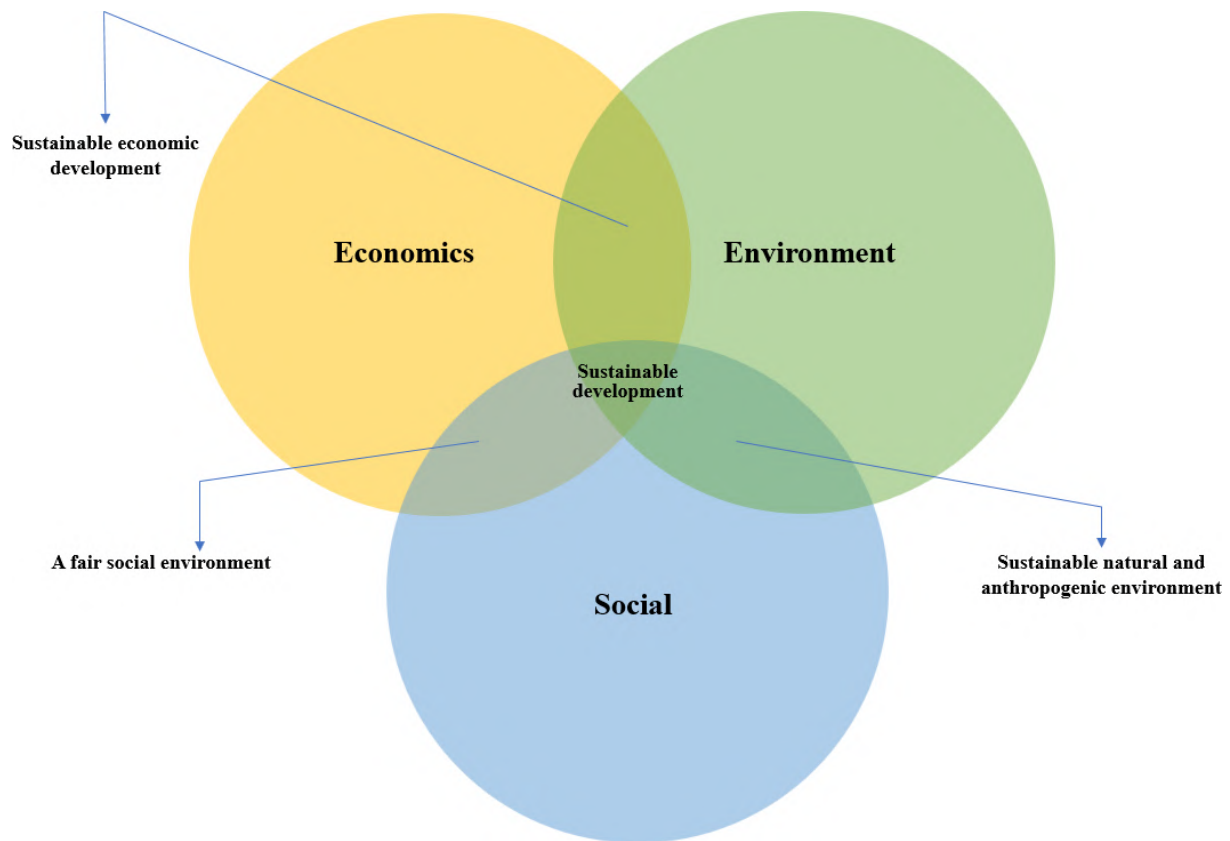 Sustainable economic
development
Economics
Environment
Sustainable
development
A fair social environment
Sustainable natural and
anthropogenic environment
Social